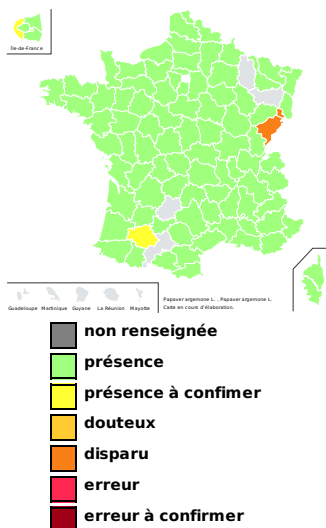 Île-de-France
Guadeloupe Martinique Guyane La Réunion Mayotte
Papaver argemone L. , Papaver argemone L.
Carte en cours d'élaboration.
non renseignée
présence
présence à confimer
douteux
disparu
erreur
erreur à confirmer